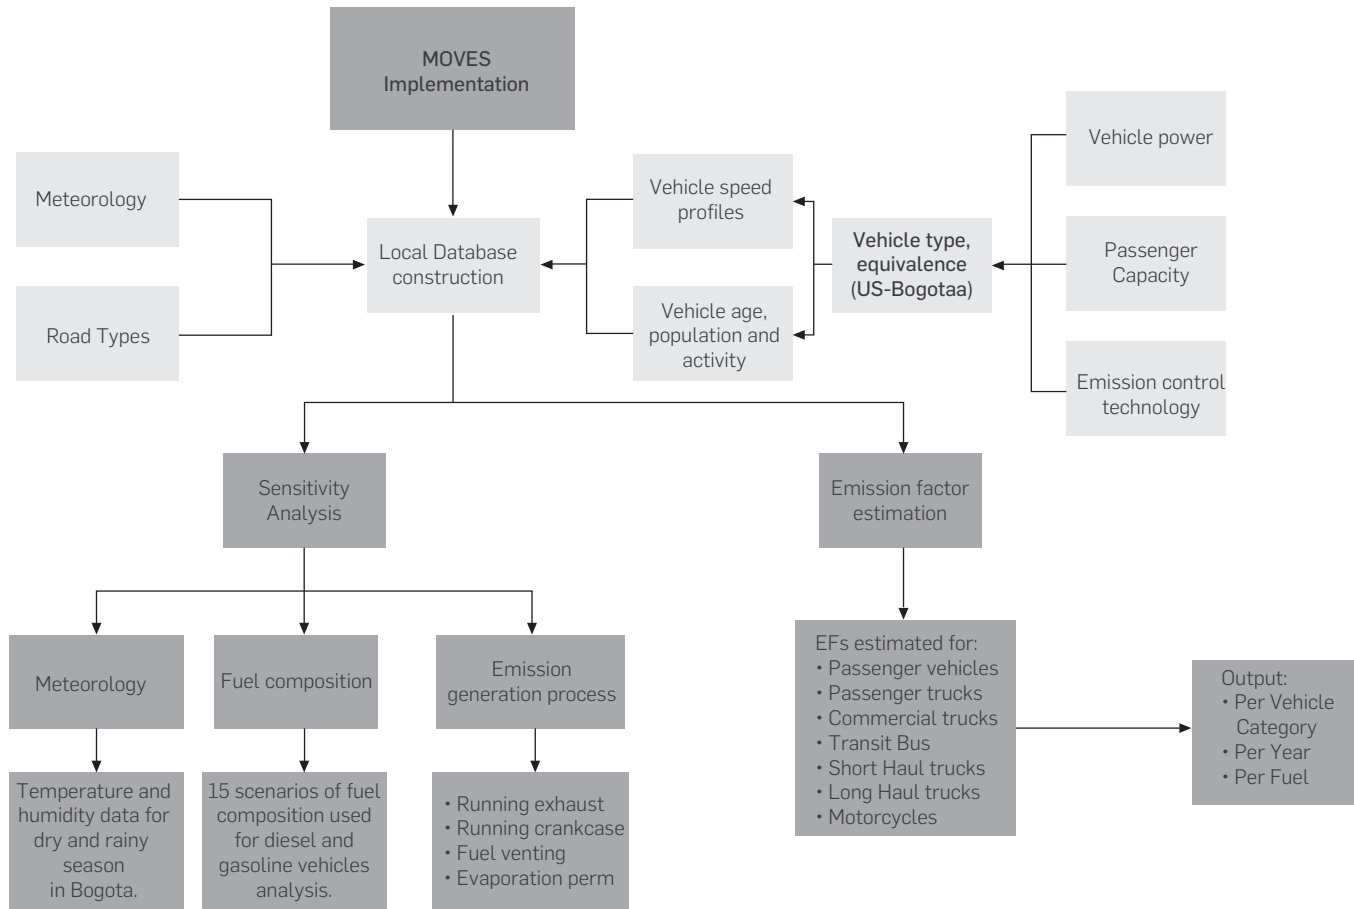 MOVES
Implementation
Meteorology
Road Types
Local Database
construction
Vehicle speed
profiles
Vehicle age,
population and
activity
Vehicle type,
equivalence
(US-Bogotaa)
Vehicle power
Passenger
Capacity
Emission control
technology
Sensitivity
Analysis
Emission factor
estimation
Meteorology
Fuel composition
Emission
generation process
Temperature and
humidity data for
dry and rainy
season
in Bogota.
15 scenarios of fuel
composition used
for diesel and
gasoline vehicles
analysis.
• Running exhaust
• Running crankcase
• Fuel venting
• Evaporation perm
EFs estimated for:
• Passenger vehicles
• Passenger trucks
• Commercial trucks
• Transit Bus
• Short Haul trucks
• Long Haul trucks
• Motorcycles
Output:
• Per Vehicle
Category
• Per Year
• Per Fuel